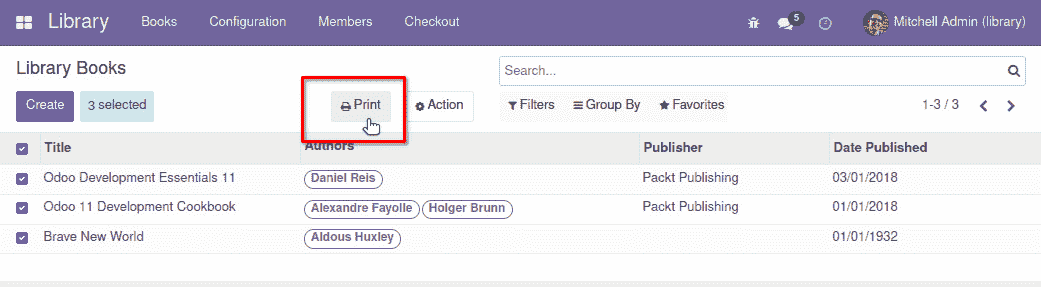 Library Books Configuration Members Checkout 5 Mitchell Admin (library)
Library Books Search...
Create 3 selected Print Action Filters Group By Favorites 1-3 / 3
Title Authors Publisher Date Published
Odoo Development Essentials 11 Daniel Reis Packt Publishing 03/01/2018
Odoo 11 Development Cookbook Alexandre Fayolle Holger Brunn Packt Publishing 01/01/2018
Brave New World Aldous Huxley 01/01/1932